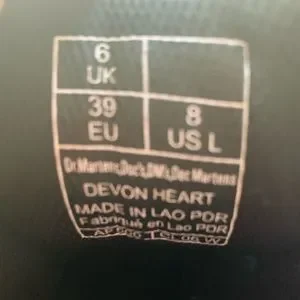 6
UK
39
EU
8
US L
Dr.Martens,Doc's,DM's,Doc Martens
DEVON HEART
MADE IN LAO PDR
Fabriqué en Lao PDR